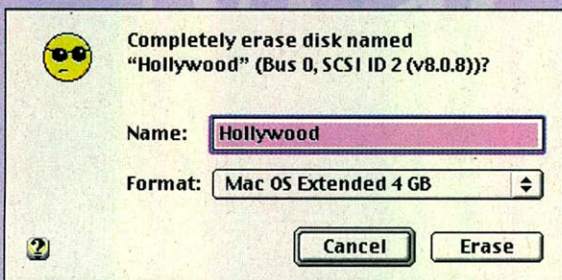 Completely erase disk named
“Hollywood” (Bus 0, SCSI ID 2 (v8.0.8))?
Name: Hollywood
Format: Mac OS Extended 4 GB
?
Cancel Erase